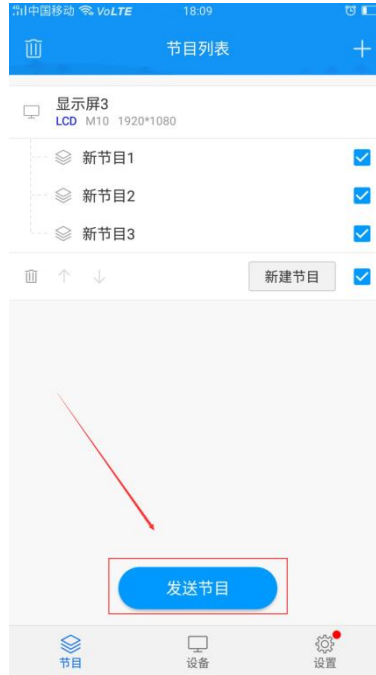 中国移动 VoLTE 18:09
节目列表
显示屏3
LCD M10 1920*1080
新节目1
新节目2
新节目3
新建节目
发送节目
节目 设备 设置